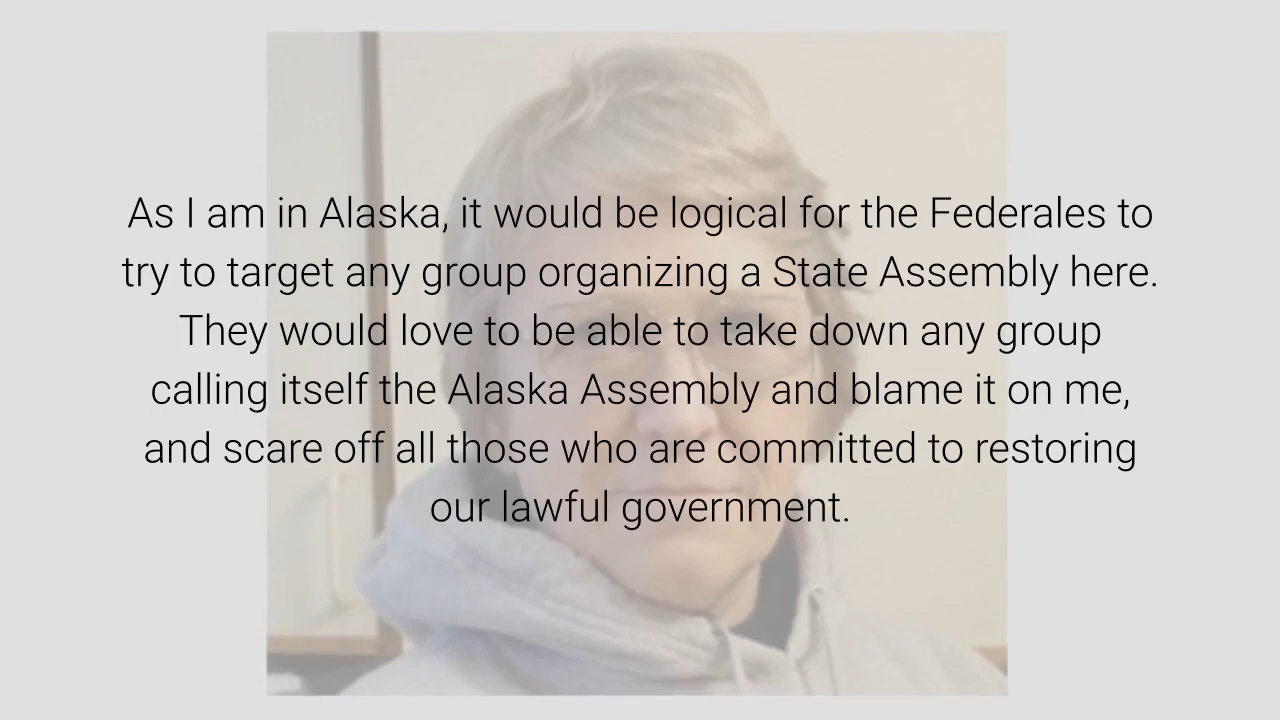 As I am in Alaska, it would be logical for the Federales to
try to target any group organizing a State Assembly here.
They would love to be able to take down any group
calling itself the Alaska Assembly and blame it on me,
and scare off all those who are committed to restoring
our lawful government.